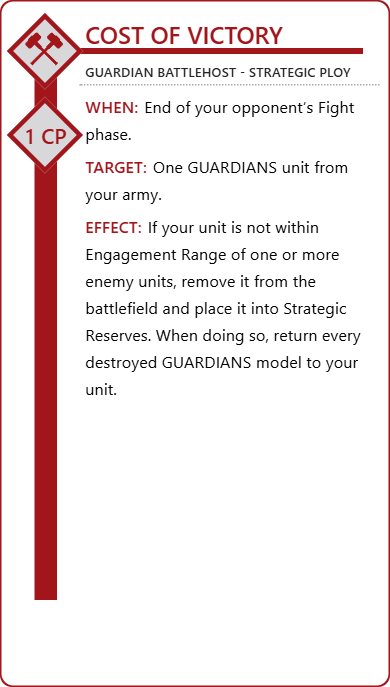 COST OF VICTORY
GUARDIAN BATTLEHOST - STRATEGIC PLOY
WHEN: End of your opponent's Fight
phase.
1 CP
TARGET: One GUARDIANS unit from
your army.
EFFECT: If your unit is not within
Engagement Range of one or more
enemy units, remove it from the
battlefield and place it into Strategic
Reserves. When doing so, return every
destroyed GUARDIANS model to your
unit.